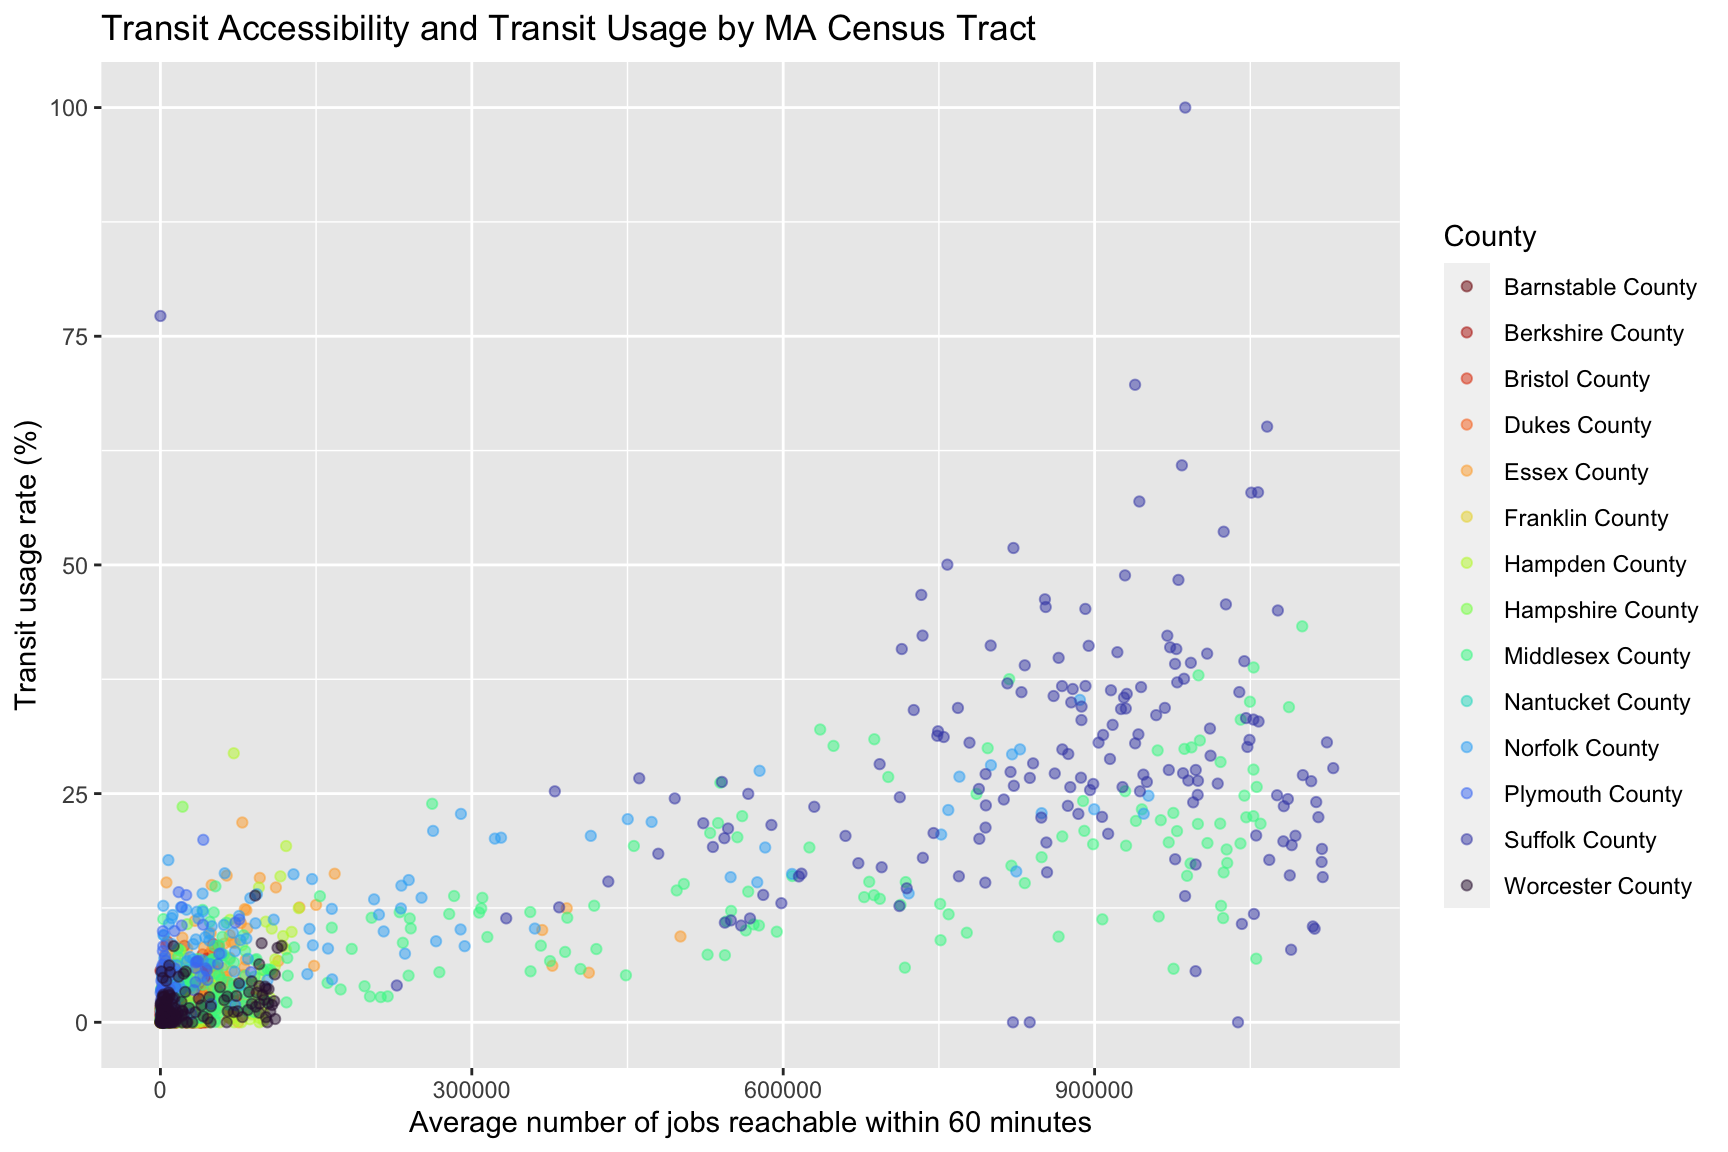 Transit Accessibility and Transit Usage by MA Census Tract
Transit usage rate (%)
100
75
50
25
0
0
300000
600000
900000
Average number of jobs reachable within 60 minutes
County
Barnstable County
Berkshire County
Bristol County
Dukes County
Essex County
Franklin County
Hampden County
Hampshire County
Middlesex County
Nantucket County
Norfolk County
Plymouth County
Suffolk County
Worcester County